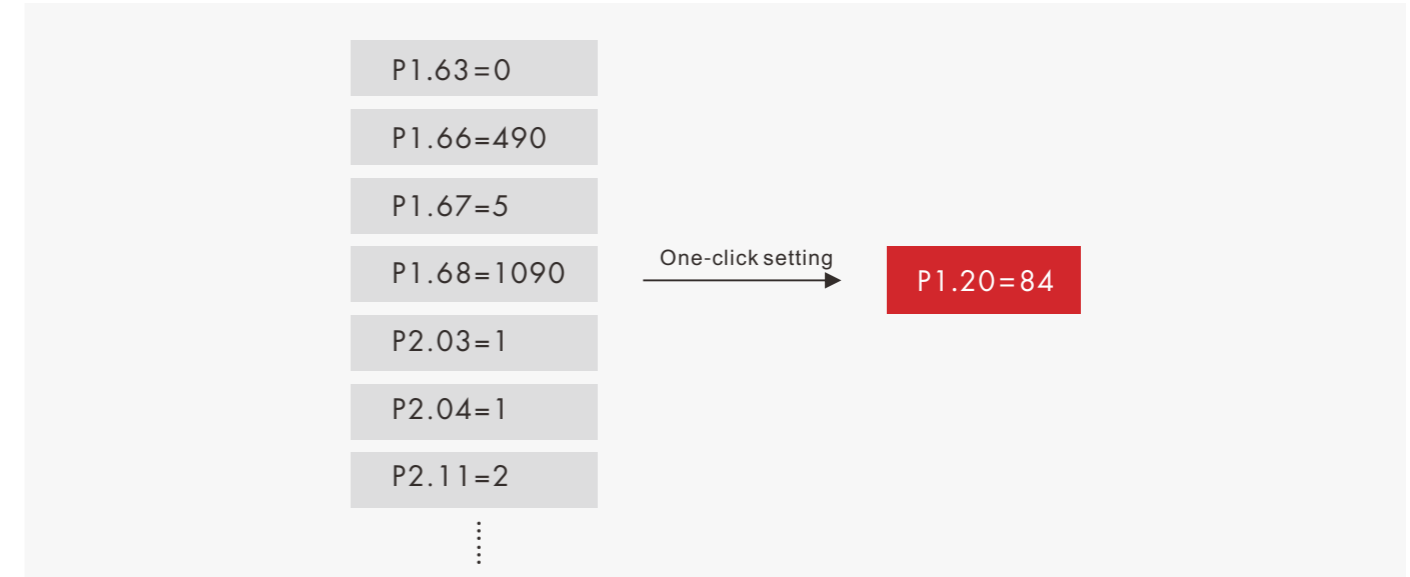 P1.63=0
P1.66=490
P1.67=5
P1.68=1090
One-click setting
P1.20=84
P2.03=1
P2.04=1
P2.11=2